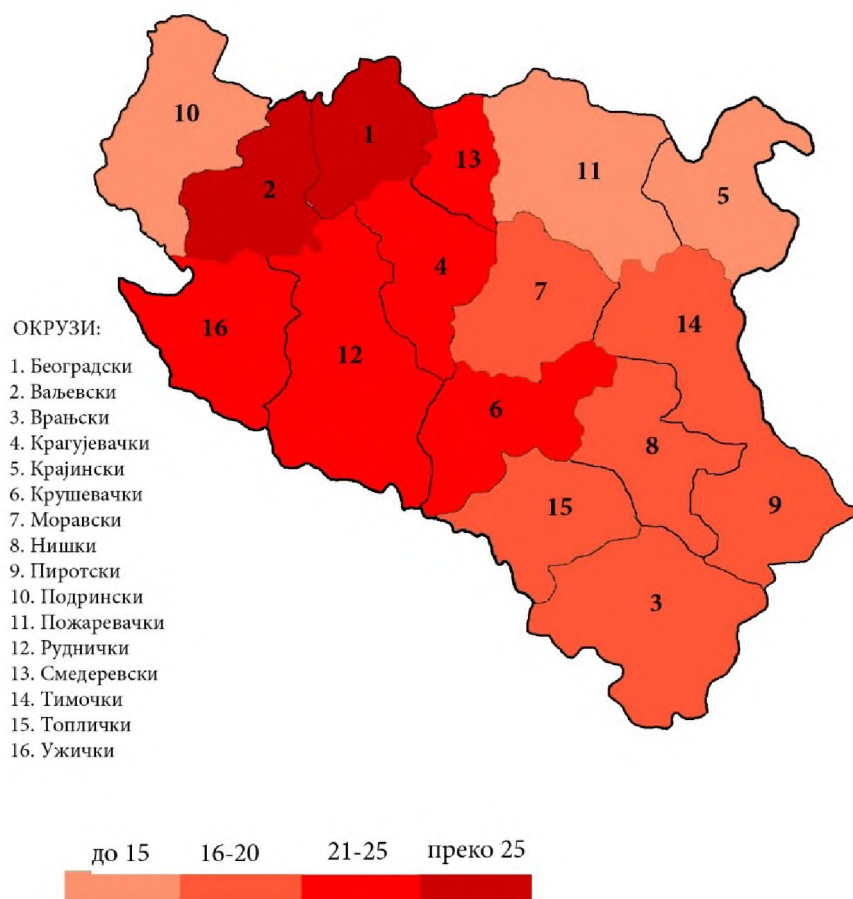 10
1
2
13
11
5
4
7
16
12
14
6
8
15
9
3
ОКРУЗИ:
1. Београдски
2. Ваљевски
3. Врањски
4. Крагујевачки
5. Крајински
6. Крушевачки
7. Моравски
8. Нишки
9. Пиротски
10. Подрински
11. Пожаревачки
12. Руднички
13. Смедеревски
14. Тимочки
15. Топлички
16. Ужички
до 15 16-20 21-25 преко 25